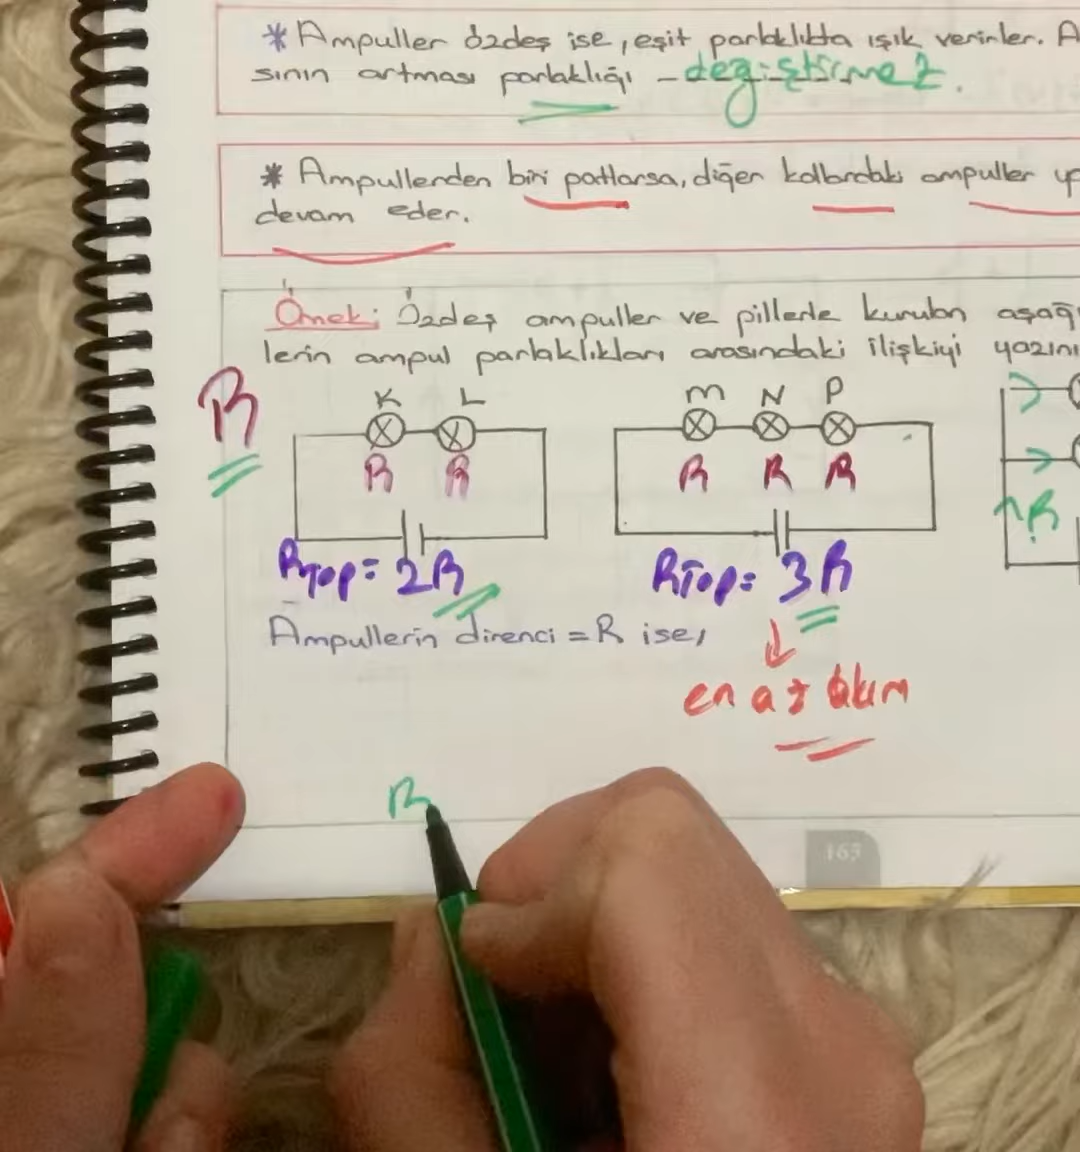 * Ampuller özdeş ise, eşit parlaklıkta ışık verirler. A
sının artması parlaklığı - değiştirmez.
* Ampullerden biri patlarsa, diğer kollardaki ampuller
devam eder.
Örnek: Özdeş ampuller ve pillerle kurulan aşağı
lerin ampul parlaklıkları arasındaki ilişkiyi yazını
R
K L
R R
M N P
R R R
R
RTop = 2R
RTop = 3R
Ampullerin direnci = R ise,
en az akım
R
163